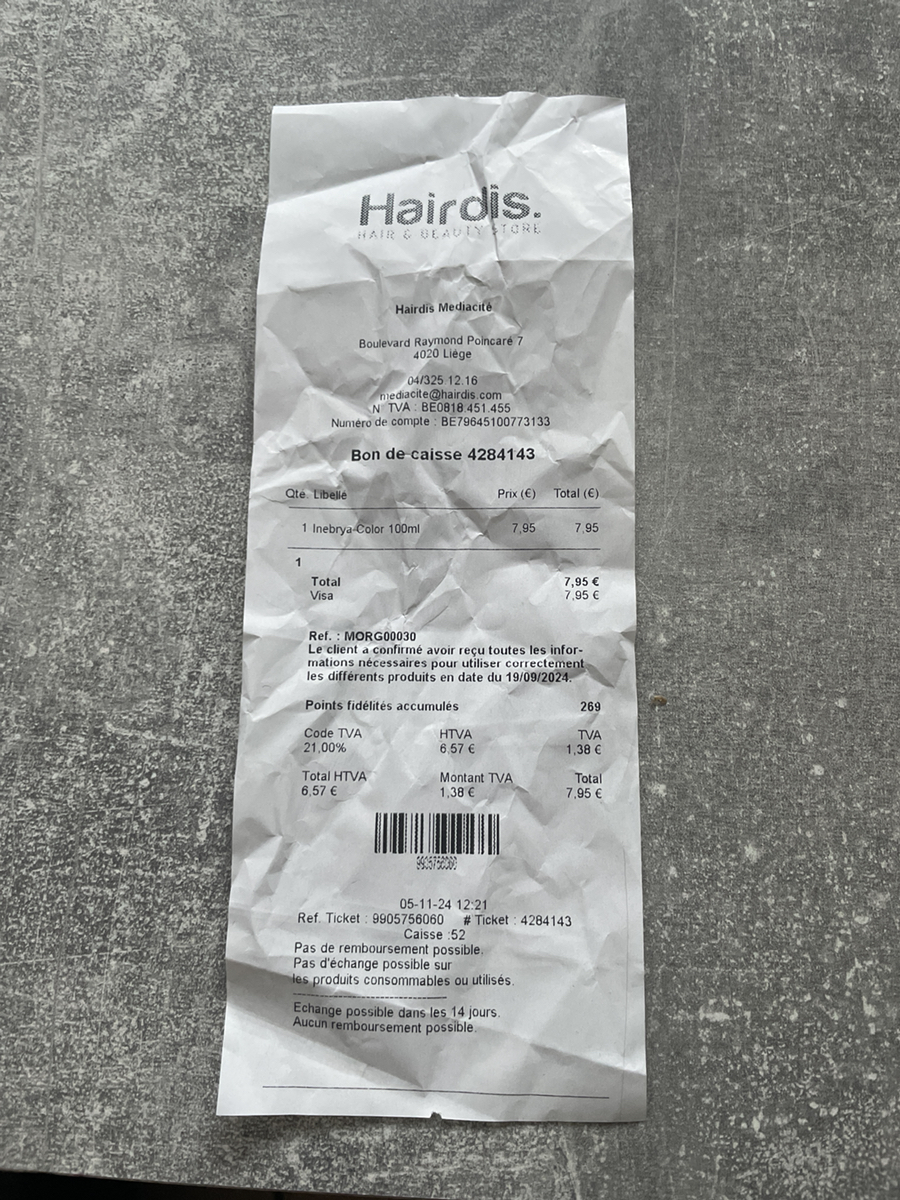 Hairdis.
HAIR & BEAUTY STORE
Hairdis Mediacité
Boulevard Raymond Poincaré 7
4020 Liège
04/325.12.16
mediacite@hairdis.com
N° TVA : BE0818.451.455
Numéro de compte : BE79645100773133
Bon de caisse 4284143
Qté Libellé Prix (€) Total (€)
1 Inebrya-Color 100ml 7,95 7,95
1
Total 7,95 €
Visa 7,95 €
Ref. : MORG00030
Le client a confirmé avoir reçu toutes les infor-
mations nécessaires pour utiliser correctement
les différents produits en date du 19/09/2024.
Points fidélités accumulés 269
Code TVA HTVA TVA
21,00% 6.57 € 1,38 €
Total HTVA Montant TVA Total
6,57 € 1,38 € 7,95 €
05-11-24 12:21
Ref. Ticket : 9905756060 # Ticket : 4284143
Caisse :52
Pas de remboursement possible.
Pas d'échange possible sur
les produits consommables ou utilisés.
Echange possible dans les 14 jours.
Aucun remboursement possible.